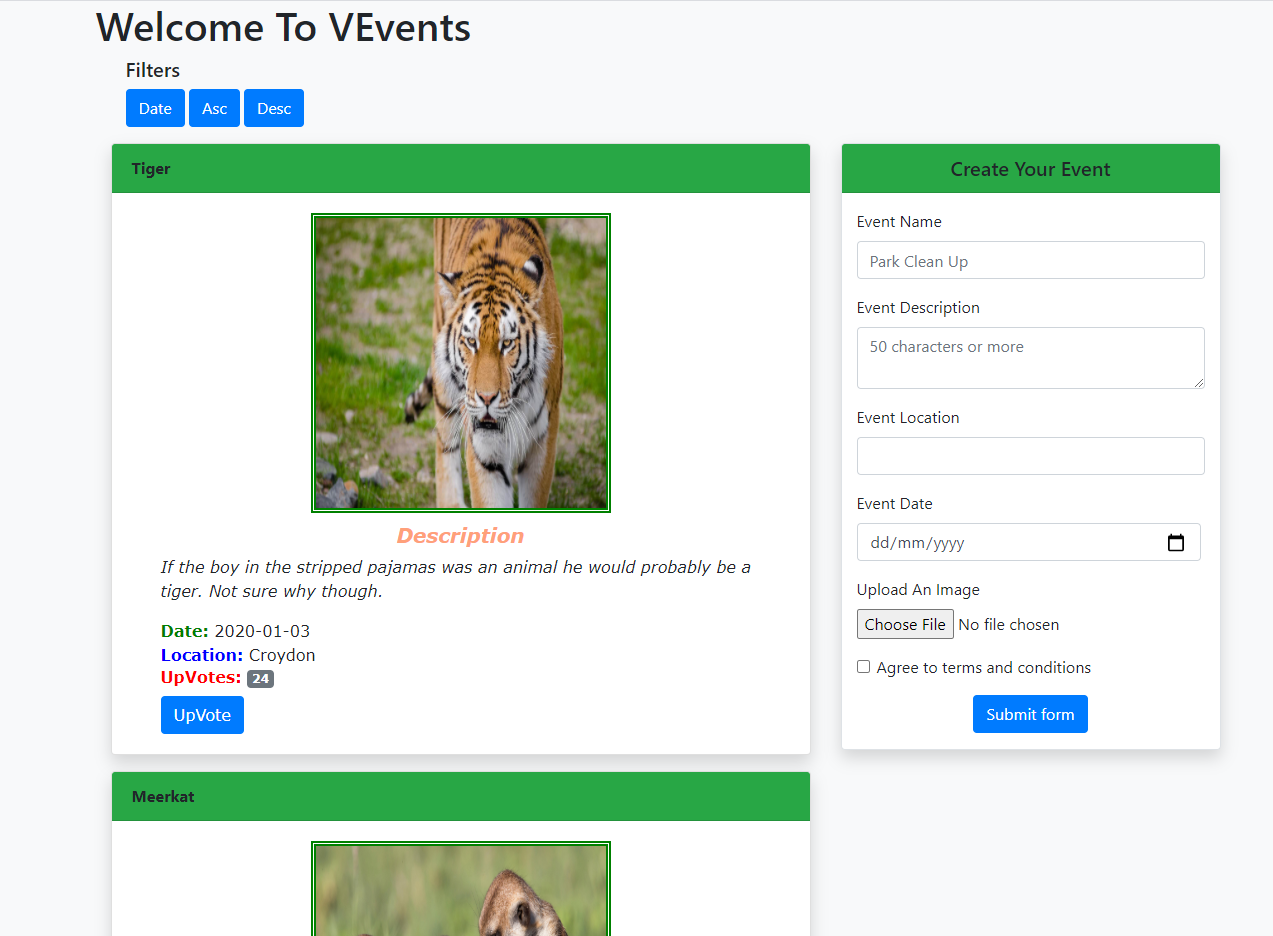 Welcome To VEvents
Filters
Date Asc Desc
Tiger
Description
If the boy in the stripped pajamas was an animal he would probably be a
tiger. Not sure why though.
Date: 2020-01-03
Location: Croydon
UpVotes: 24
UpVote
Meerkat
Create Your Event
Event Name
Park Clean Up
Event Description
50 characters or more
Event Location
Event Date
dd/mm/yyyy
Upload An Image
Choose File No file chosen
Agree to terms and conditions
Submit form